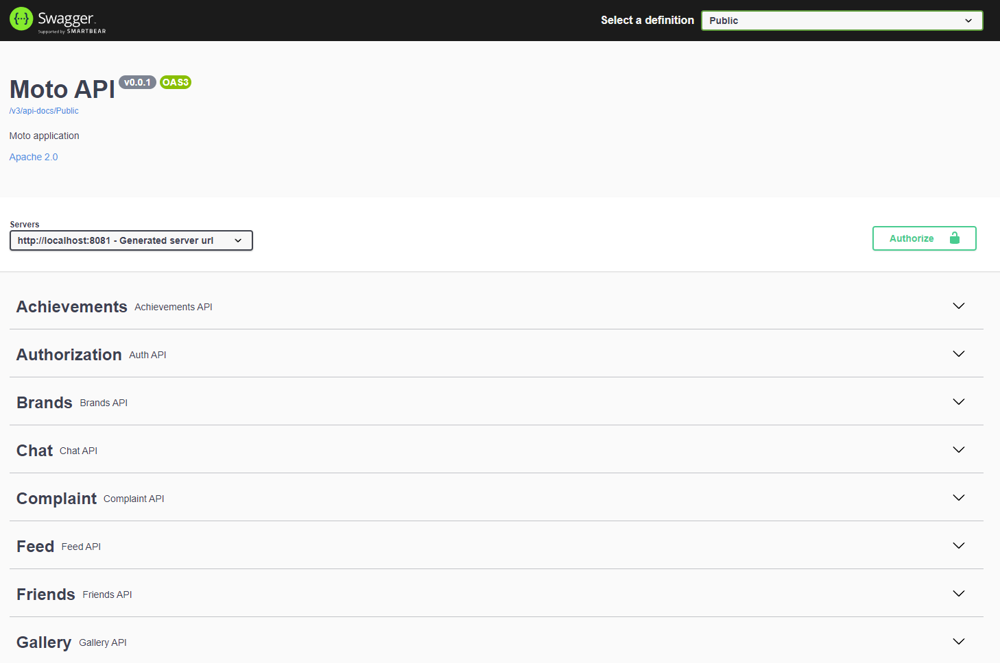 Swagger
Supported by SMARTBEAR
Select a definition
Public
Moto API v0.0.1 OAS3
/v3/api-docs/Public
Moto application
Apache 2.0
Servers
http://localhost:8081 - Generated server url
Authorize
Achievements Achievements API
Authorization Auth API
Brands Brands API
Chat Chat API
Complaint Complaint API
Feed Feed API
Friends Friends API
Gallery Gallery API